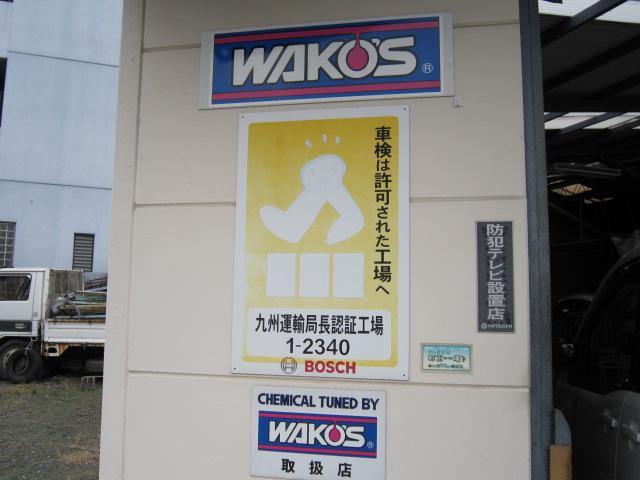 WAKO'S®
車検は許可された工場へ
九州運輸局長認証工場
1-2340
BOSCH
CHEMICAL TUNED BY
WAKO'S®
取扱店
防犯テレビ設置店
HITACHI